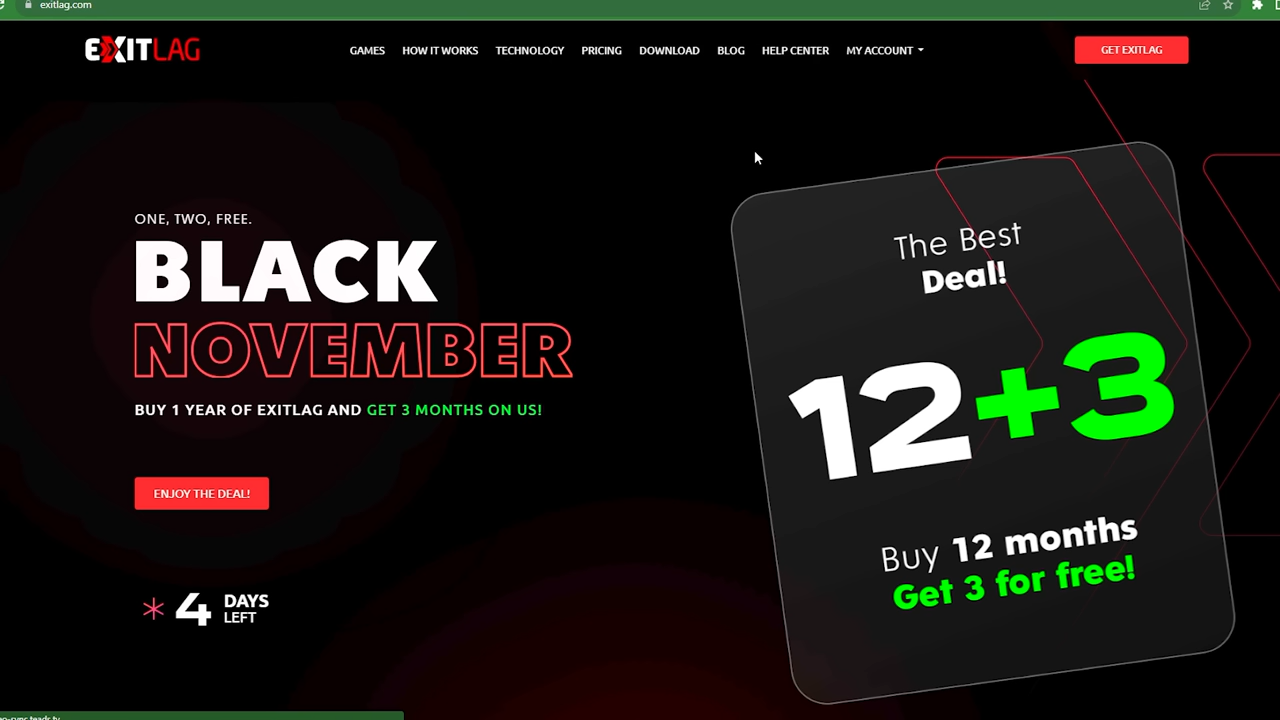 exitlag.com
EXITLAG
GAMES HOW IT WORKS TECHNOLOGY PRICING DOWNLOAD BLOG HELP CENTER MY ACCOUNT
GET EXITLAG
ONE, TWO, FREE.
BLACK
NOVEMBER
BUY 1 YEAR OF EXITLAG AND GET 3 MONTHS ON US!
ENJOY THE DEAL!
* 4 DAYS
LEFT
The Best
Deal!
12+3
Buy 12 months
Get 3 for free!